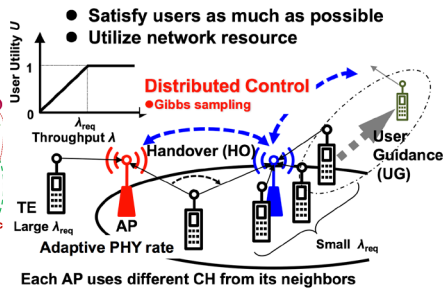 ● Satisfy users as much as possible
● Utilize network resource
User Utility U
1
0
λreq
Throughput λ
Distributed Control
●Gibbs sampling
Handover (HO)
User
Guidance
(UG)
TE
Large λreq
AP
Adaptive PHY rate
Small λreq
Each AP uses different CH from its neighbors